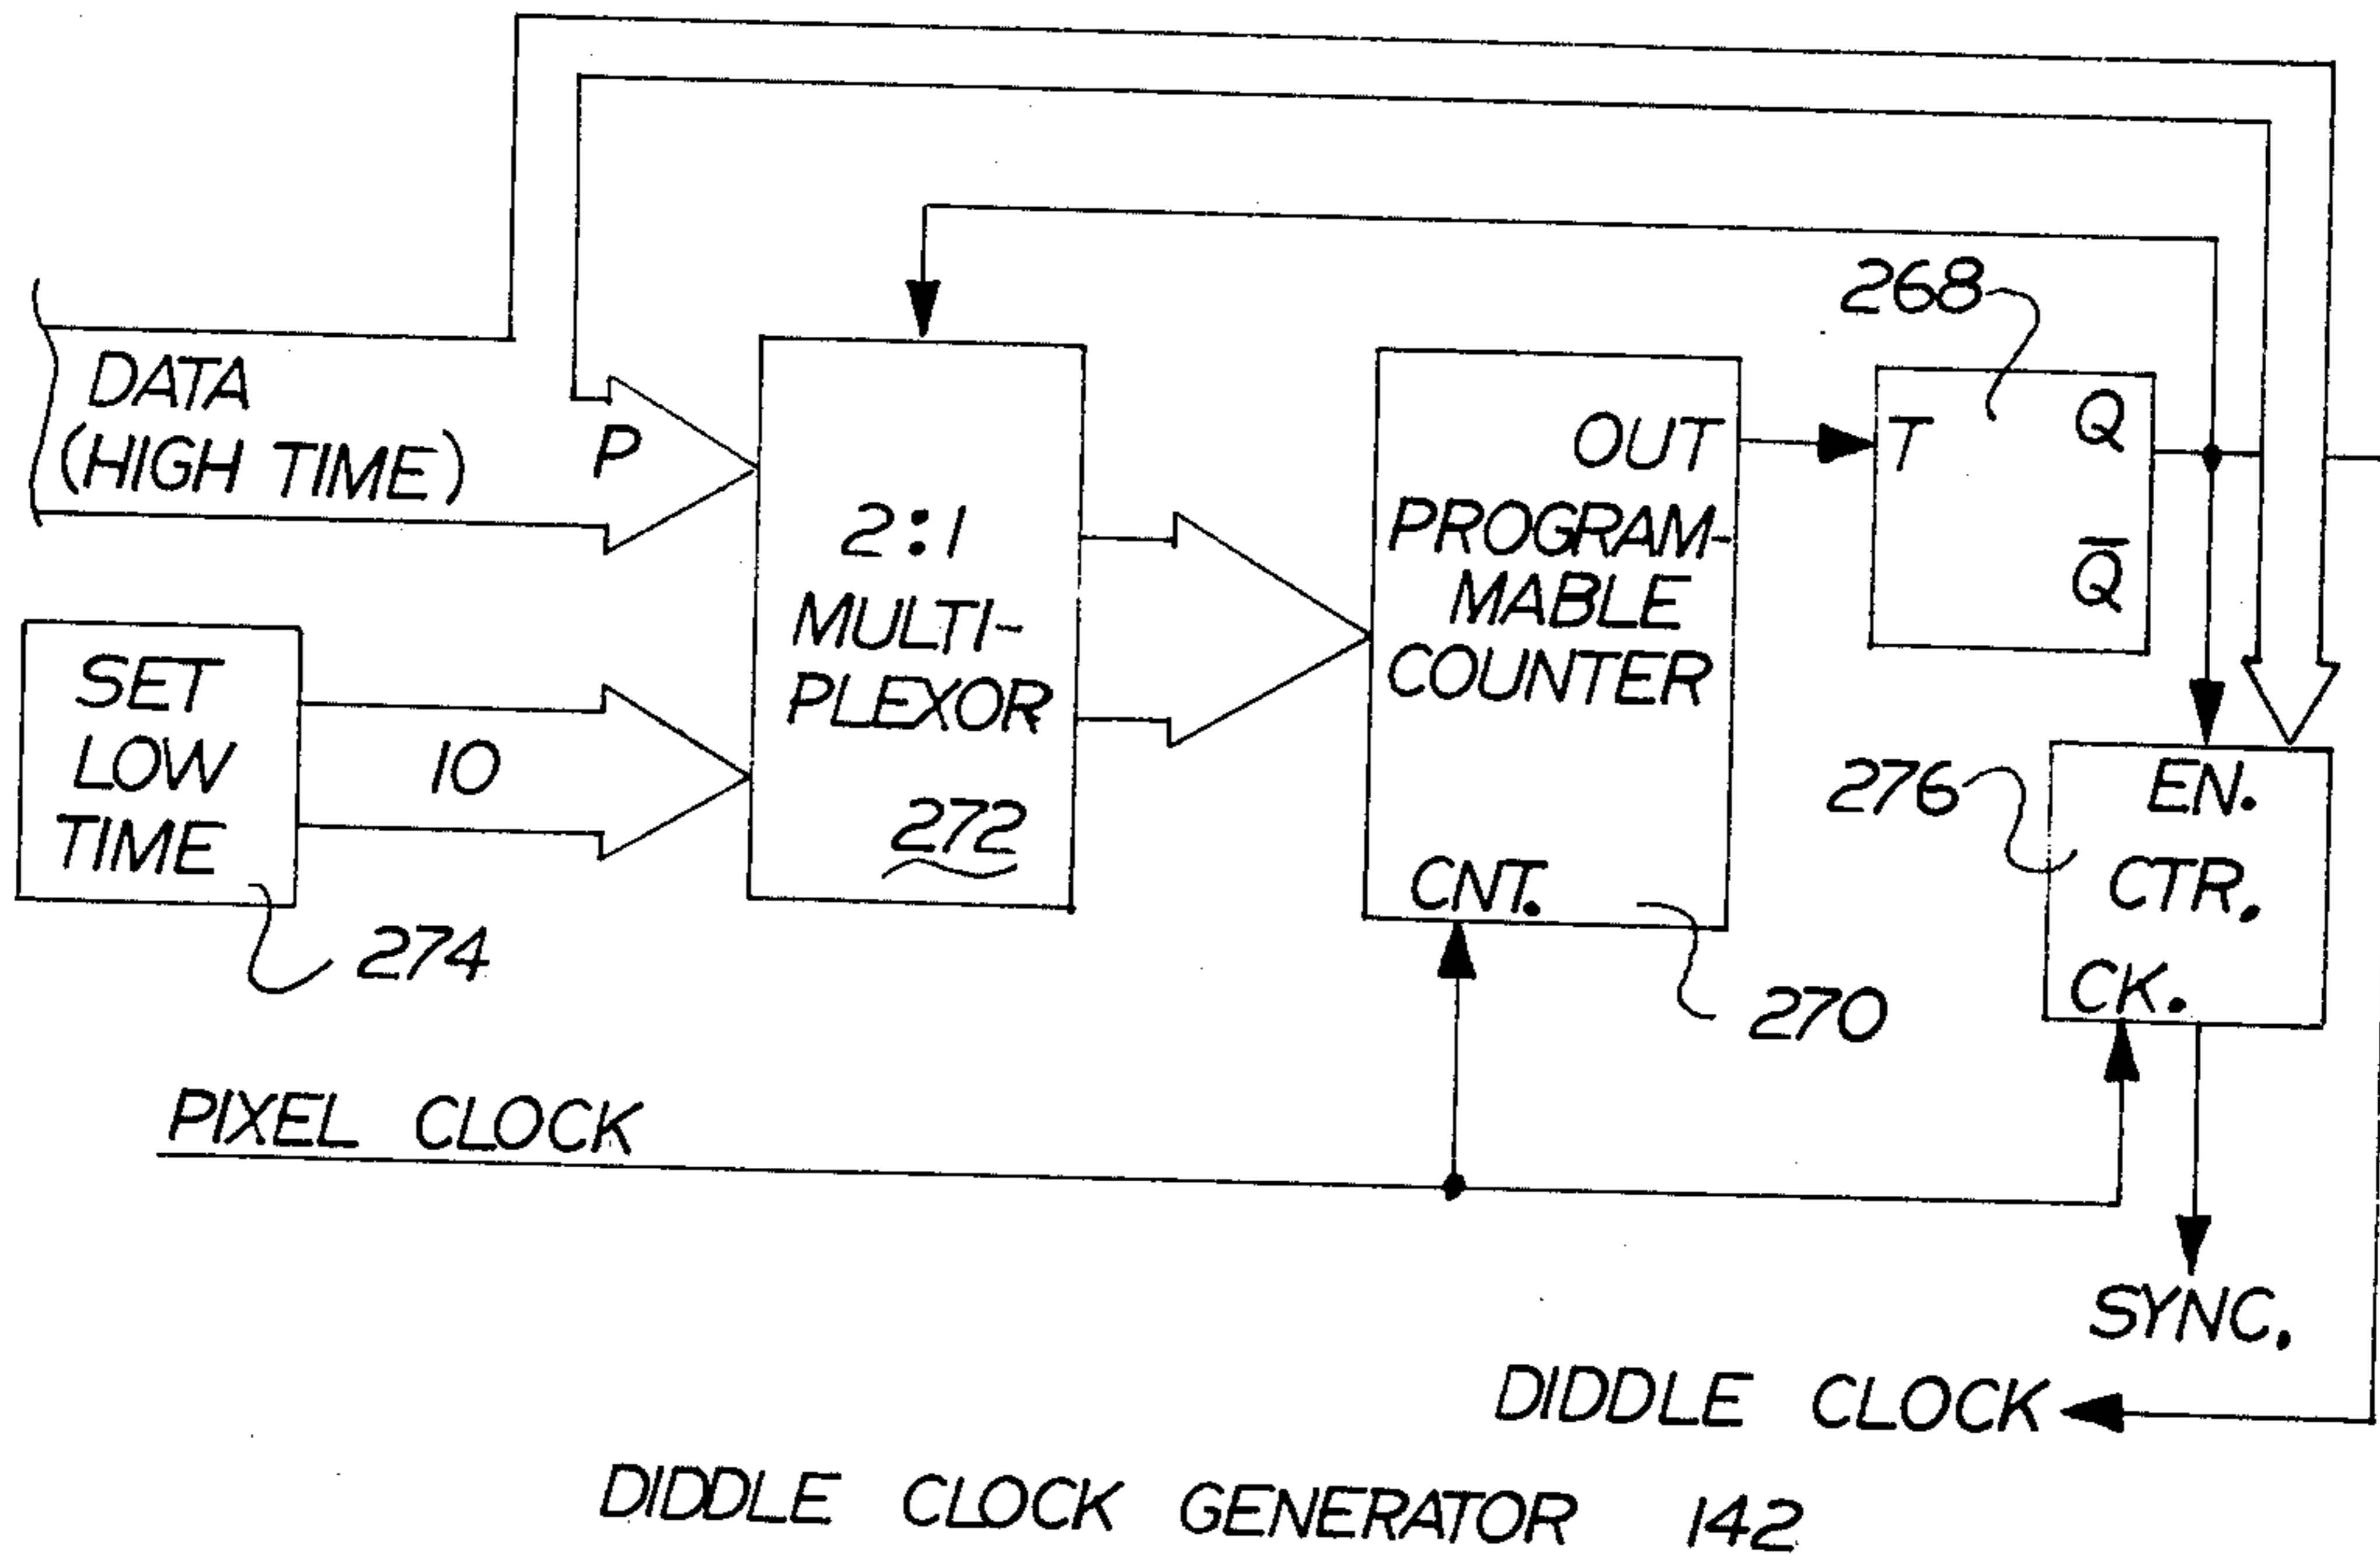 DATA
(HIGH TIME)
P
SET
LOW
TIME
10
274
2:1
MULTI-
PLEXOR
272
OUT
PROGRAM-
MABLE
COUNTER
CNT.
270
268
T
Q
Q̅
276
EN.
CTR.
CK.
PIXEL CLOCK
SYNC.
DIDDLE CLOCK
DIDDLE CLOCK GENERATOR 142